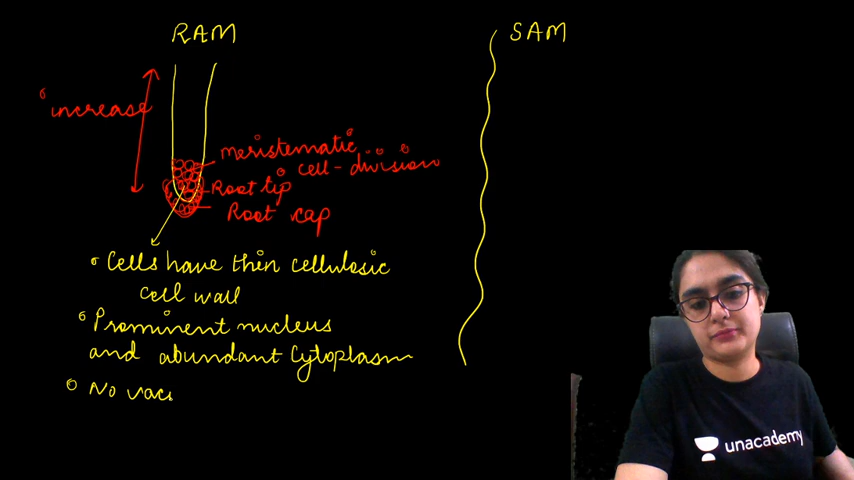 RAM
SAM
increase
meristematic
cell-division
Root tip
Root cap
Cells have thin cellulosic
cell wall
Prominent nucleus
and abundant Cytoplasm
No vacu
unacademy